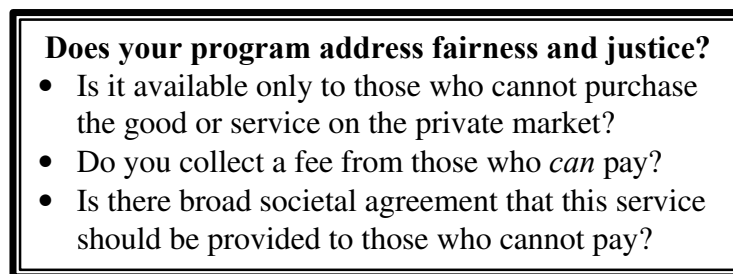 Does your program address fairness and justice?
• Is it available only to those who cannot purchase
the good or service on the private market?
• Do you collect a fee from those who can pay?
• Is there broad societal agreement that this service
should be provided to those who cannot pay?